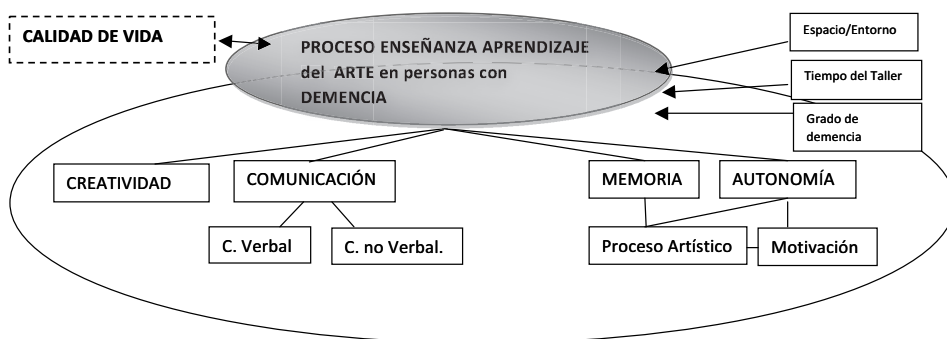 CALIDAD DE VIDA
PROCESO ENSEÑANZA APRENDIZAJE
del ARTE en personas con
DEMENCIA
Espacio/Entorno
Tiempo del Taller
Grado de
demencia
CREATIVIDAD
COMUNICACIÓN
MEMORIA
AUTONOMÍA
C. Verbal
C. no Verbal.
Proceso Artístico
Motivación